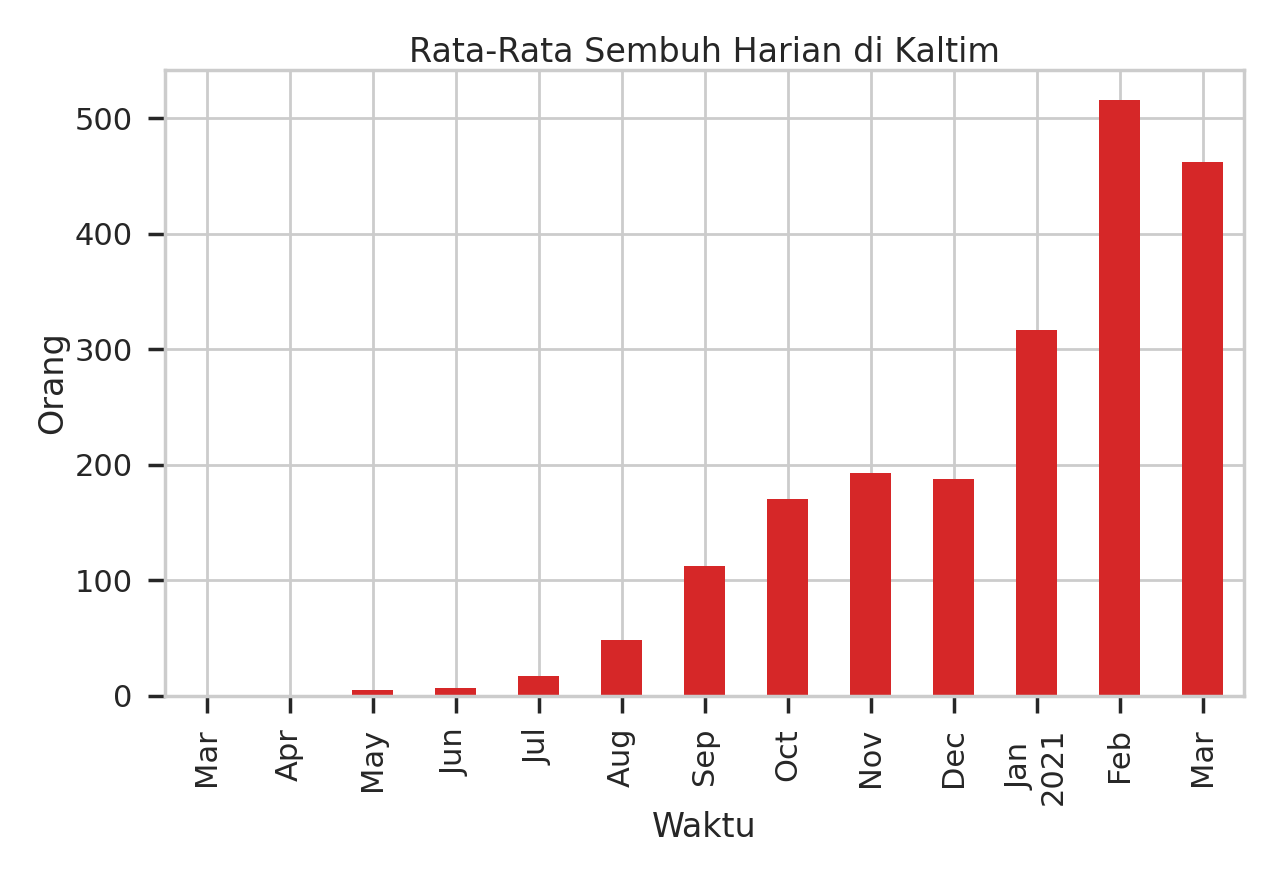 Rata-Rata Sembuh Harian di Kaltim
Orang
500
400
300
200
100
0
Mar
Apr
May
Jun
Jul
Aug
Sep
Oct
Nov
Dec
Jan
2021
Feb
Mar
Waktu